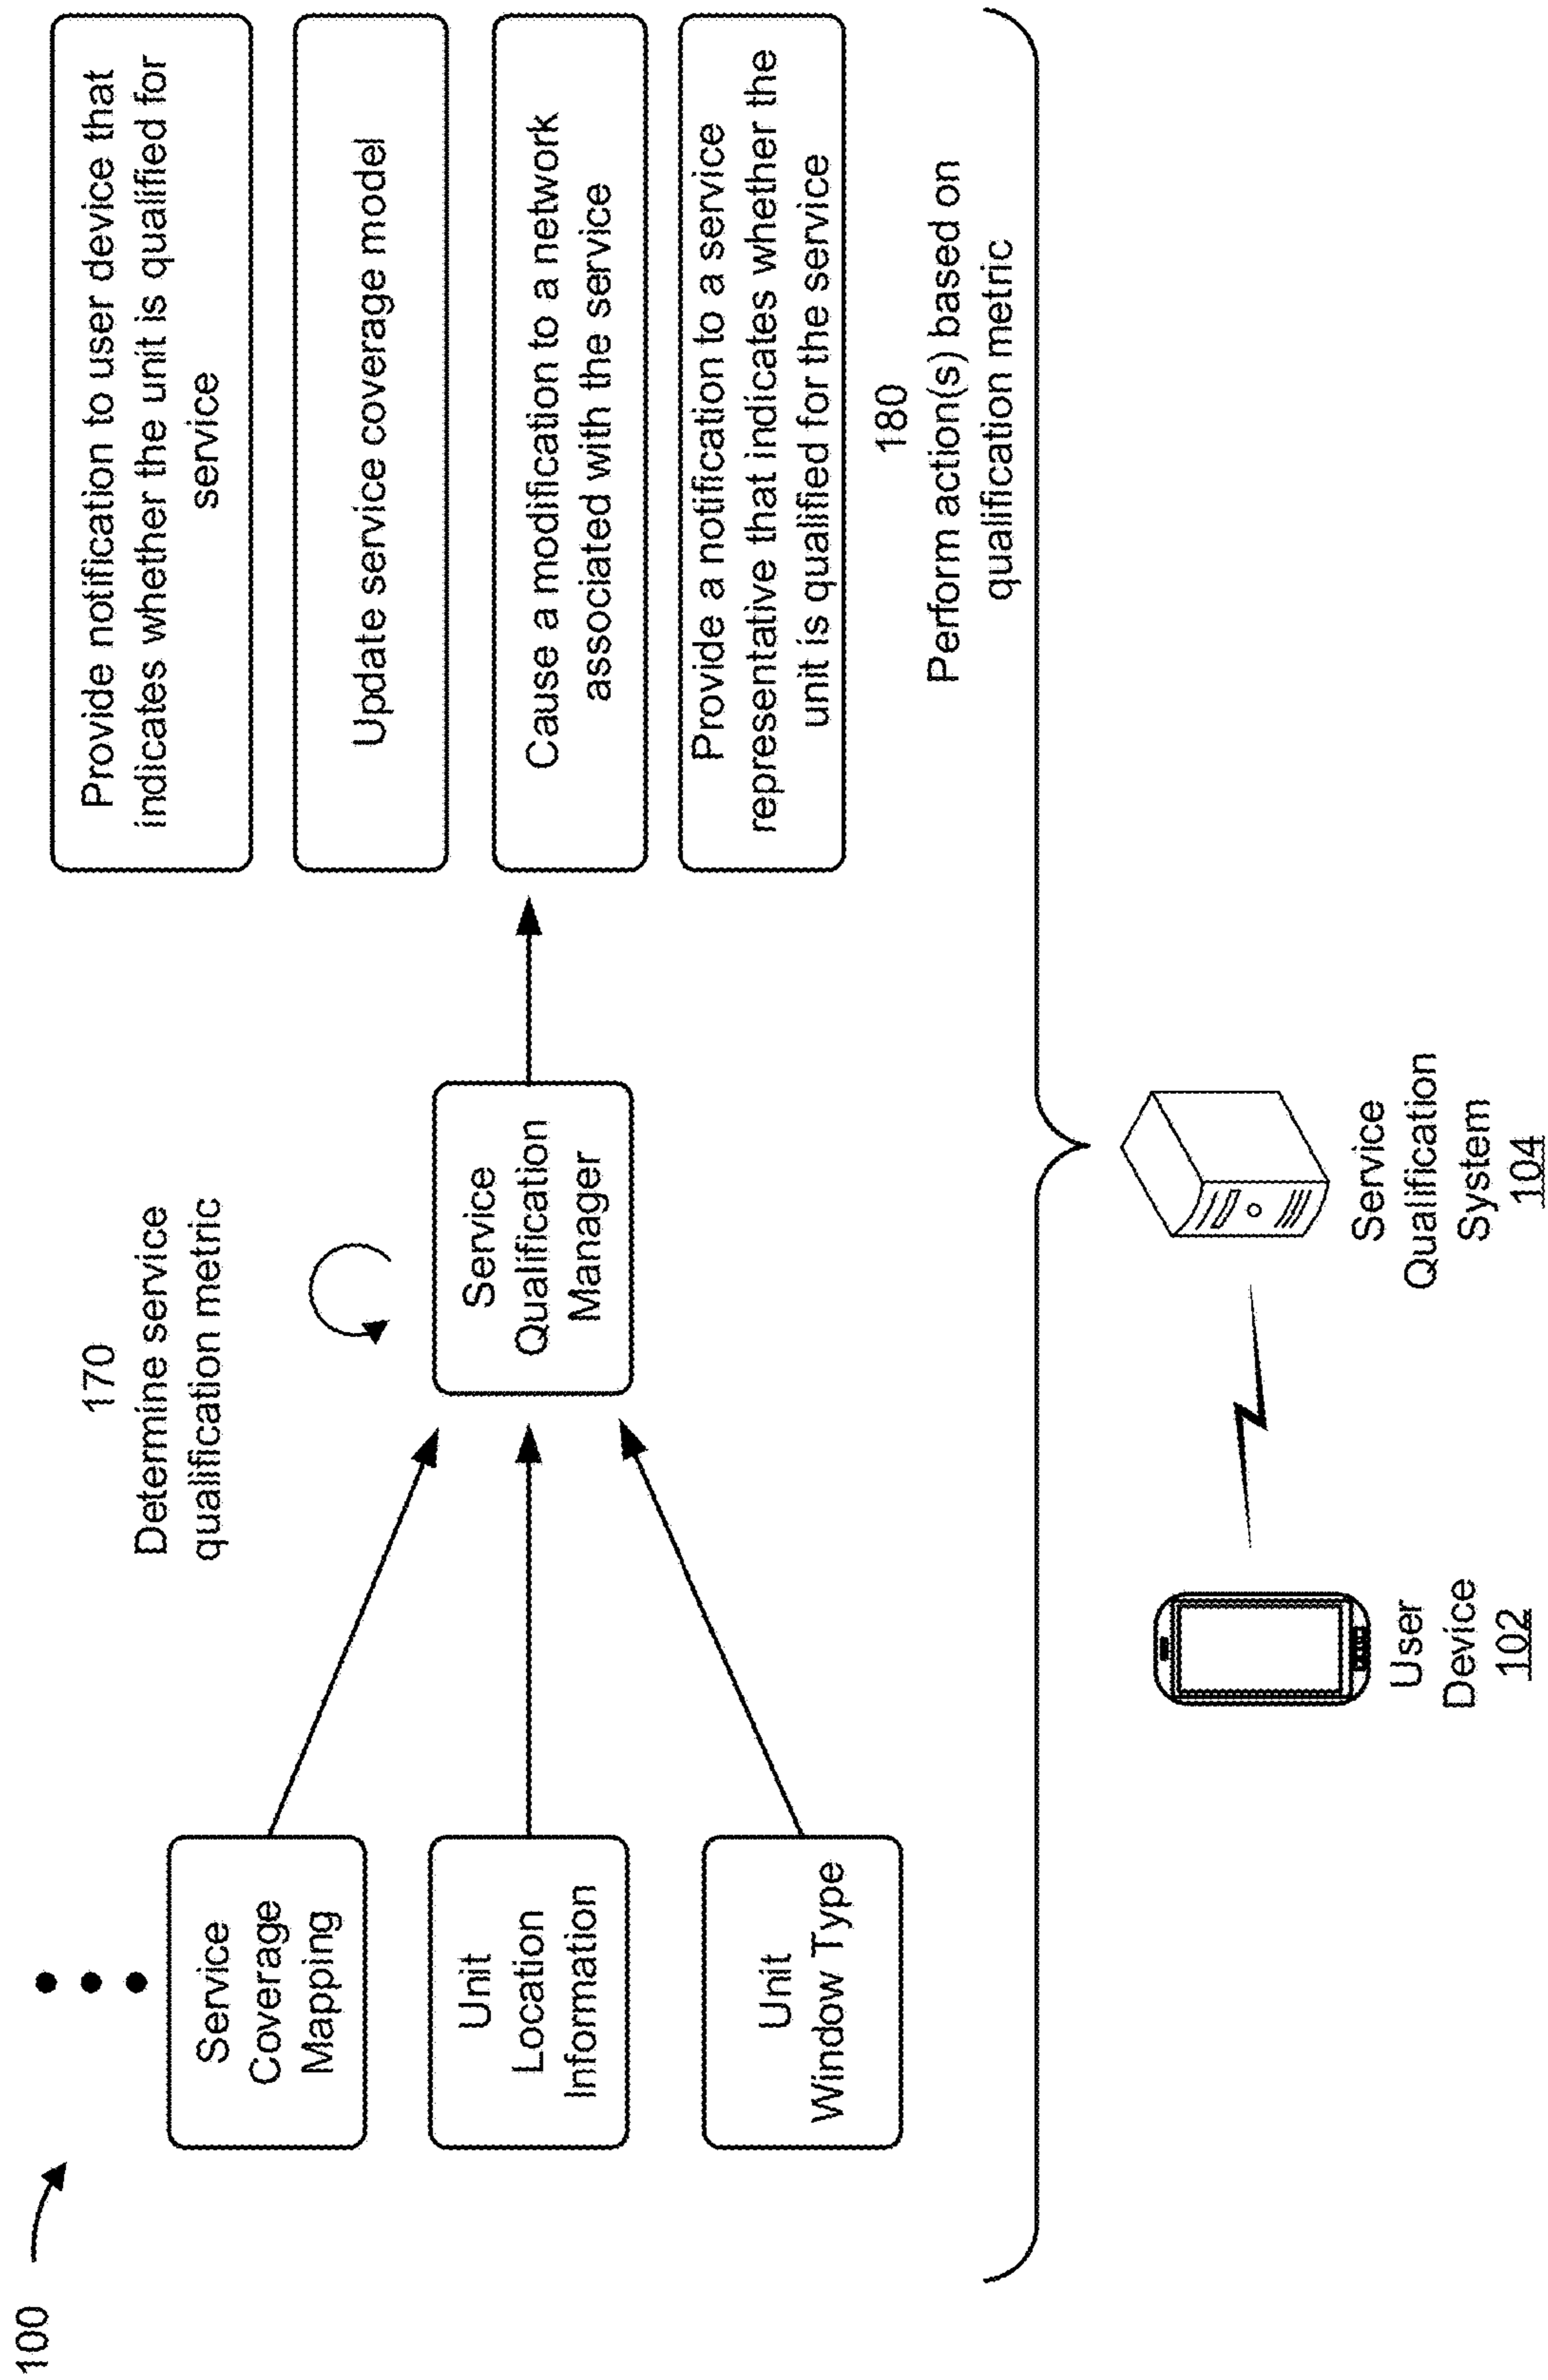 100
170
Determine service
qualification metric
Service
Coverage
Mapping
Unit
Location
Information
Unit
Window Type
Service
Qualification
Manager
Provide notification to user device that
indicates whether the unit is qualified for
service
Update service coverage model
Cause a modification to a network
associated with the service
Provide a notification to a service
representative that indicates whether the
unit is qualified for the service
180
Perform action(s) based on
qualification metric
User
Device
102
Service
Qualification
System
104